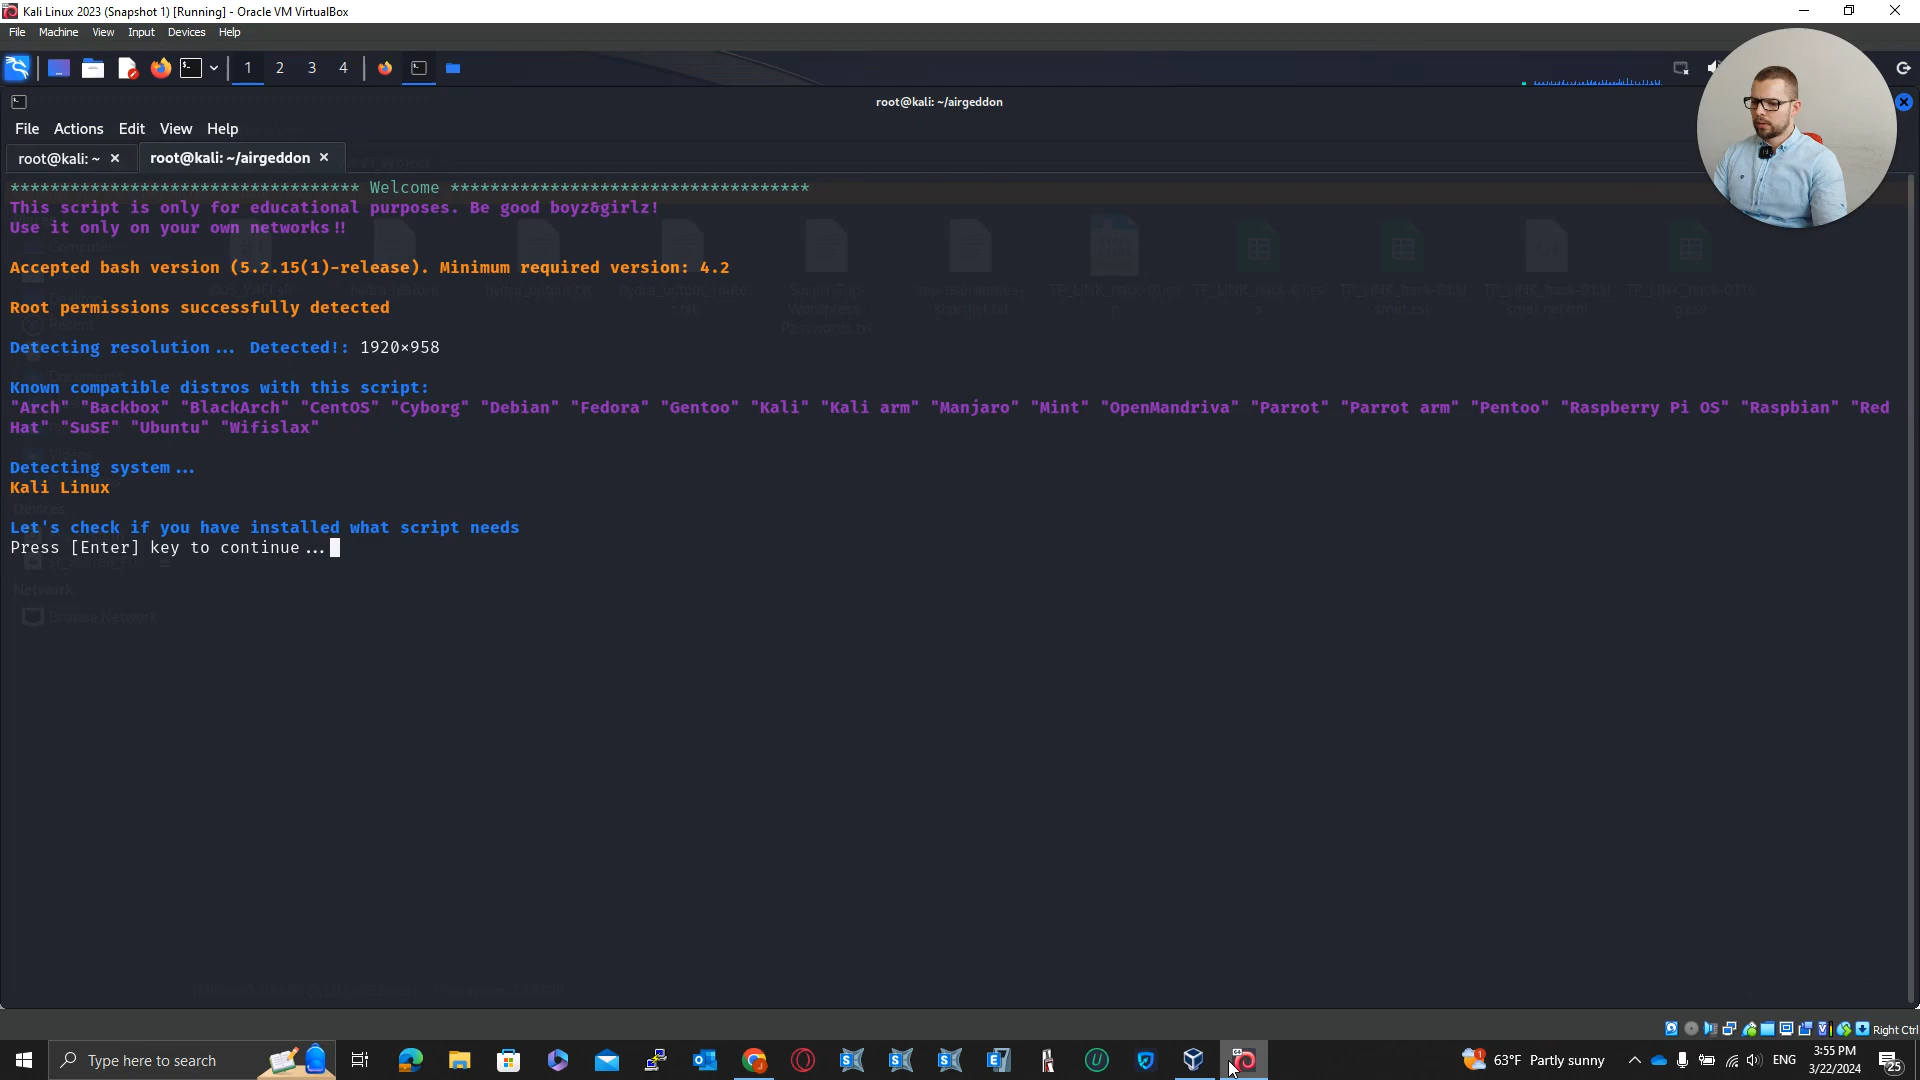 Kali Linux 2023 (Snapshot 1) [Running] - Oracle VM VirtualBox
File Machine View Input Devices Help
1 2 3 4
root@kali: ~/airgeddon
File Actions Edit View Help
root@kali: ~ root@kali: ~/airgeddon
*********************************** Welcome ************************************
This script is only for educational purposes. Be good boyz&girlz!
Use it only on your own networks!!
Accepted bash version (5.2.15(1)-release). Minimum required version: 4.2
Root permissions successfully detected
Detecting resolution... Detected!: 1920×958
Known compatible distros with this script:
"Arch" "Backbox" "BlackArch" "CentOS" "Cyborg" "Debian" "Fedora" "Gentoo" "Kali" "Kali arm" "Manjaro" "Mint" "OpenMandriva" "Parrot" "Parrot arm" "Pentoo" "Raspberry Pi OS" "Raspbian" "Red
Hat" "SuSE" "Ubuntu" "Wifislax"
Detecting system...
Kali Linux
Devices
Let's check if you have installed what script needs
Press [Enter] key to continue...
Network
Browse Network
Right Ctrl
Type here to search
63°F Partly sunny
ENG
3:55 PM
3/22/2024
25